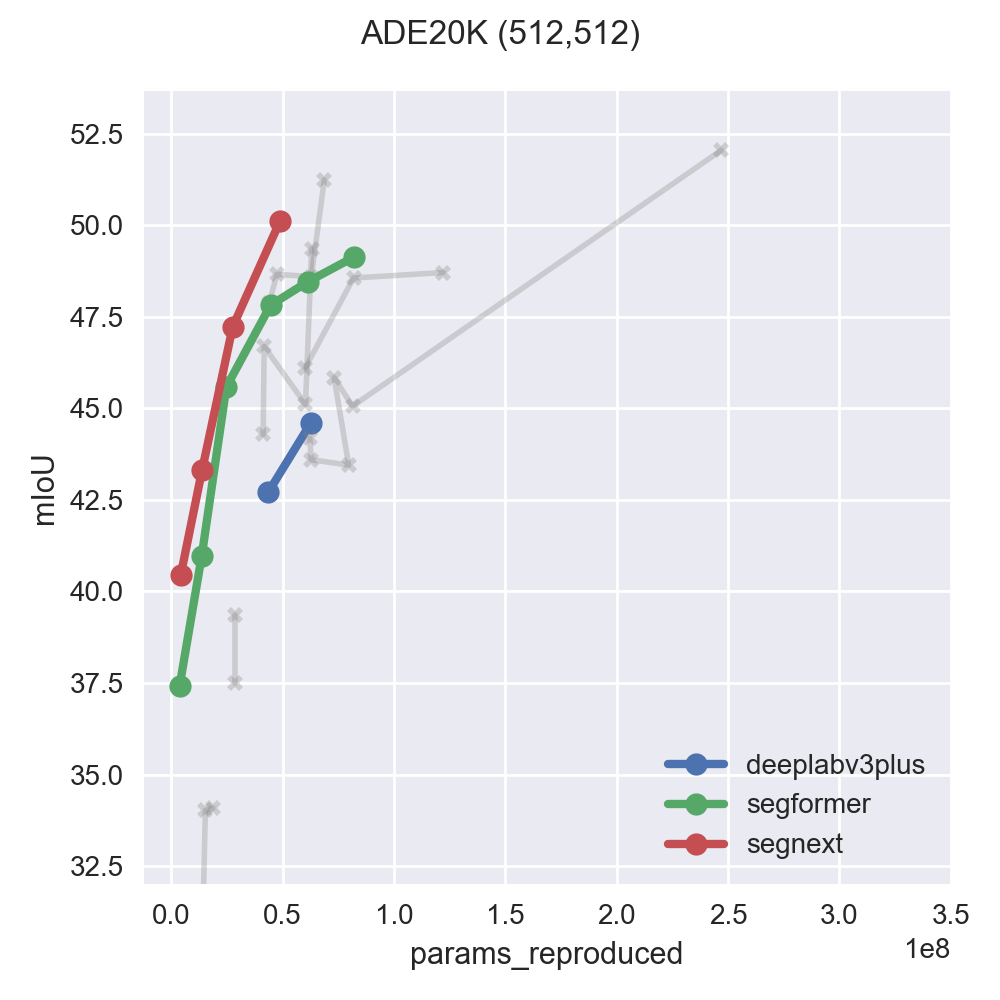 ADE20K (512,512)
52.5
50.0
47.5
45.0
42.5
40.0
37.5
35.0
32.5
mIoU
deeplabv3plus
segformer
segnext
0.0 0.5 1.0 1.5 2.0 2.5 3.0 3.5
1e8
params_reproduced